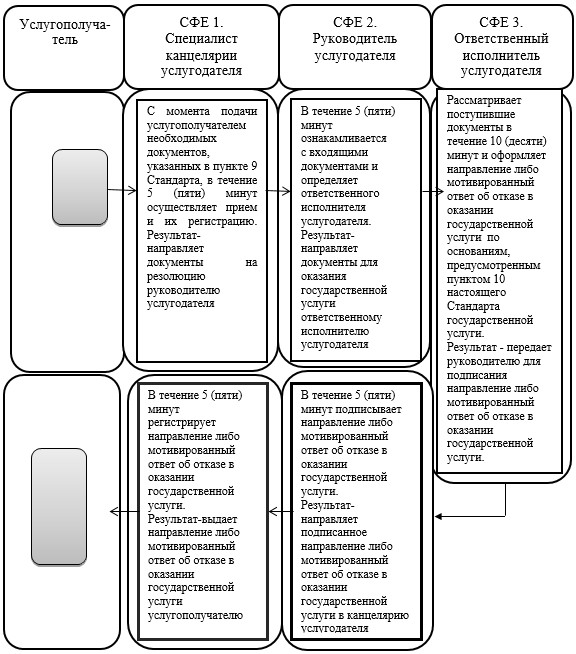 Услугополуча-
тель
СФЕ 1.
Специалист
канцелярии
услугодателя
СФЕ 2.
Руководитель
услугодателя
СФЕ 3.
Ответственный
исполнитель
услугодателя
С момента подачи
услугополучателем
необходимых
документов,
указанных в пункте 9
Стандарта, в течение
5 (пяти) минут
осуществляет прием
и их регистрацию.
Результат-
направляет
документы на
резолюцию
руководителю
услугодателя
В течение 5 (пяти)
минут
ознакамливается
с входящими
документами и
определяет
ответственного
исполнителя
услугодателя.
Результат-
направляет
документы для
оказания
государственной
услуги
ответственному
исполнителю
услугодателя
Рассматривает
поступившие
документы в
течение 10 (десяти)
минут и оформляет
направление либо
мотивированный
ответ об отказе в
оказании
государственной
услуги по
основаниям,
предусмотренным
пунктом 10
настоящего
Стандарта
государственной
услуги.
Результат - передает
руководителю для
подписания
направление либо
мотивированный
ответ об отказе в
оказании
государственной
услуги.
В течение 5 (пяти)
минут
регистрирует
направление либо
мотивированный
ответ об отказе в
оказании
государственной
услуги.
Результат-выдает
направление либо
мотивированный
ответ об отказе в
оказании
государственной
услуги
услугополучателю
В течение 5 (пяти)
минут подписывает
направление либо
мотивированный
ответ об отказе в
оказании
государственной
услуги.
Результат-
направляет
подписанное
направление либо
мотивированный
ответ об отказе в
оказании
государственной
услуги в канцелярию
услугодателя